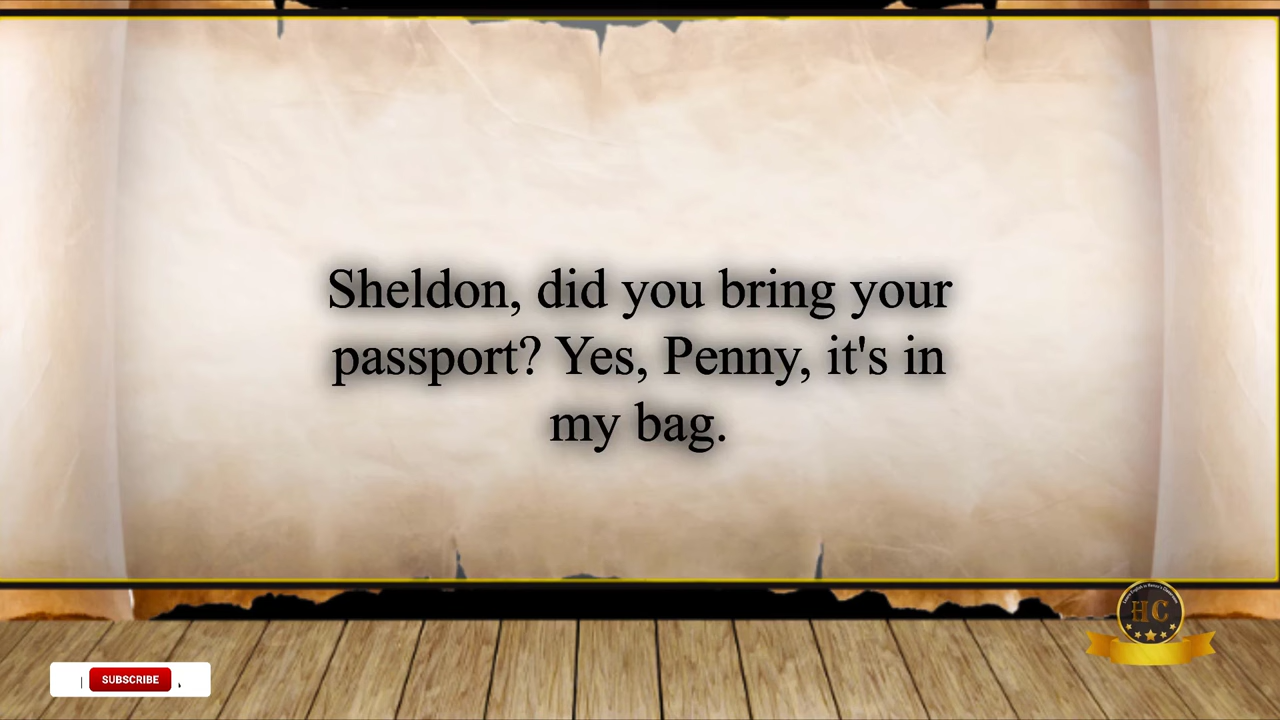 Sheldon, did you bring your
passport? Yes, Penny, it's in
my bag.
HC
SUBSCRIBE